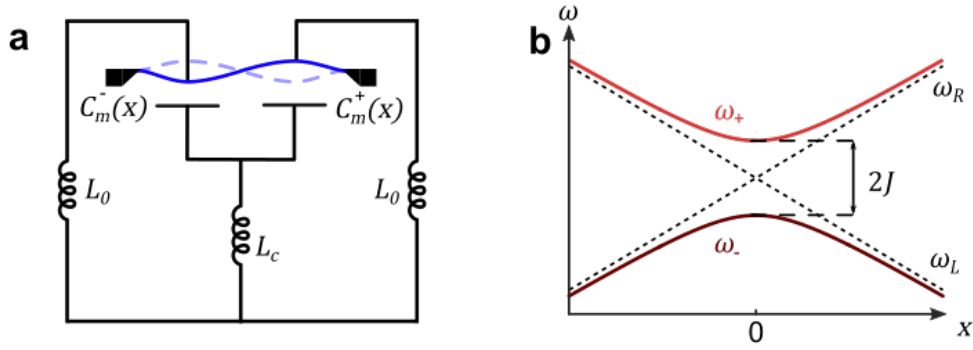 a
C_m^-(x)
C_m^+(x)
L_0
L_0
L_c
b
ω
ω_R
ω_+
2J
ω_-
ω_L
0
x